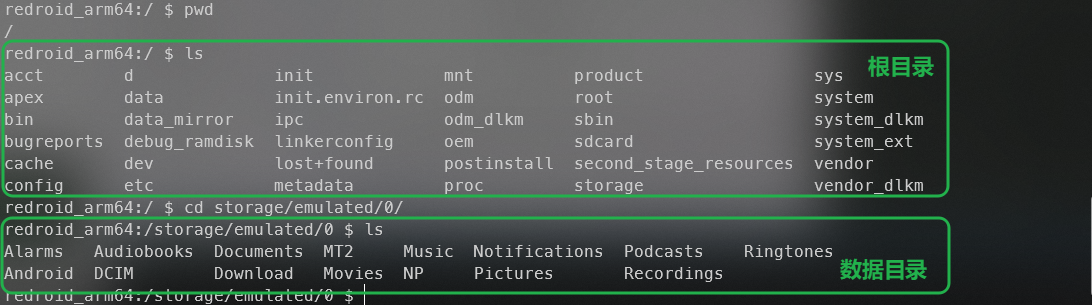 redroid_arm64:/ $ pwd
/
redroid_arm64:/ $ ls
acct d init mnt product sys 根目录
apex data init.environ.rc odm root system
bin data_mirror ipc odm_dlkm sbin system_dlkm
bugreports debug_ramdisk linkerconfig oem sdcard system_ext
cache dev lost+found postinstall second_stage_resources vendor
config etc metadata proc storage vendor_dlkm
redroid_arm64:/ $ cd storage/emulated/0/
redroid_arm64:/storage/emulated/0 $ ls
Alarms Audiobooks Documents MT2 Music Notifications Podcasts Ringtones
Android DCIM Download Movies NP Pictures Recordings 数据目录
redroid_arm64:/storage/emulated/0 $